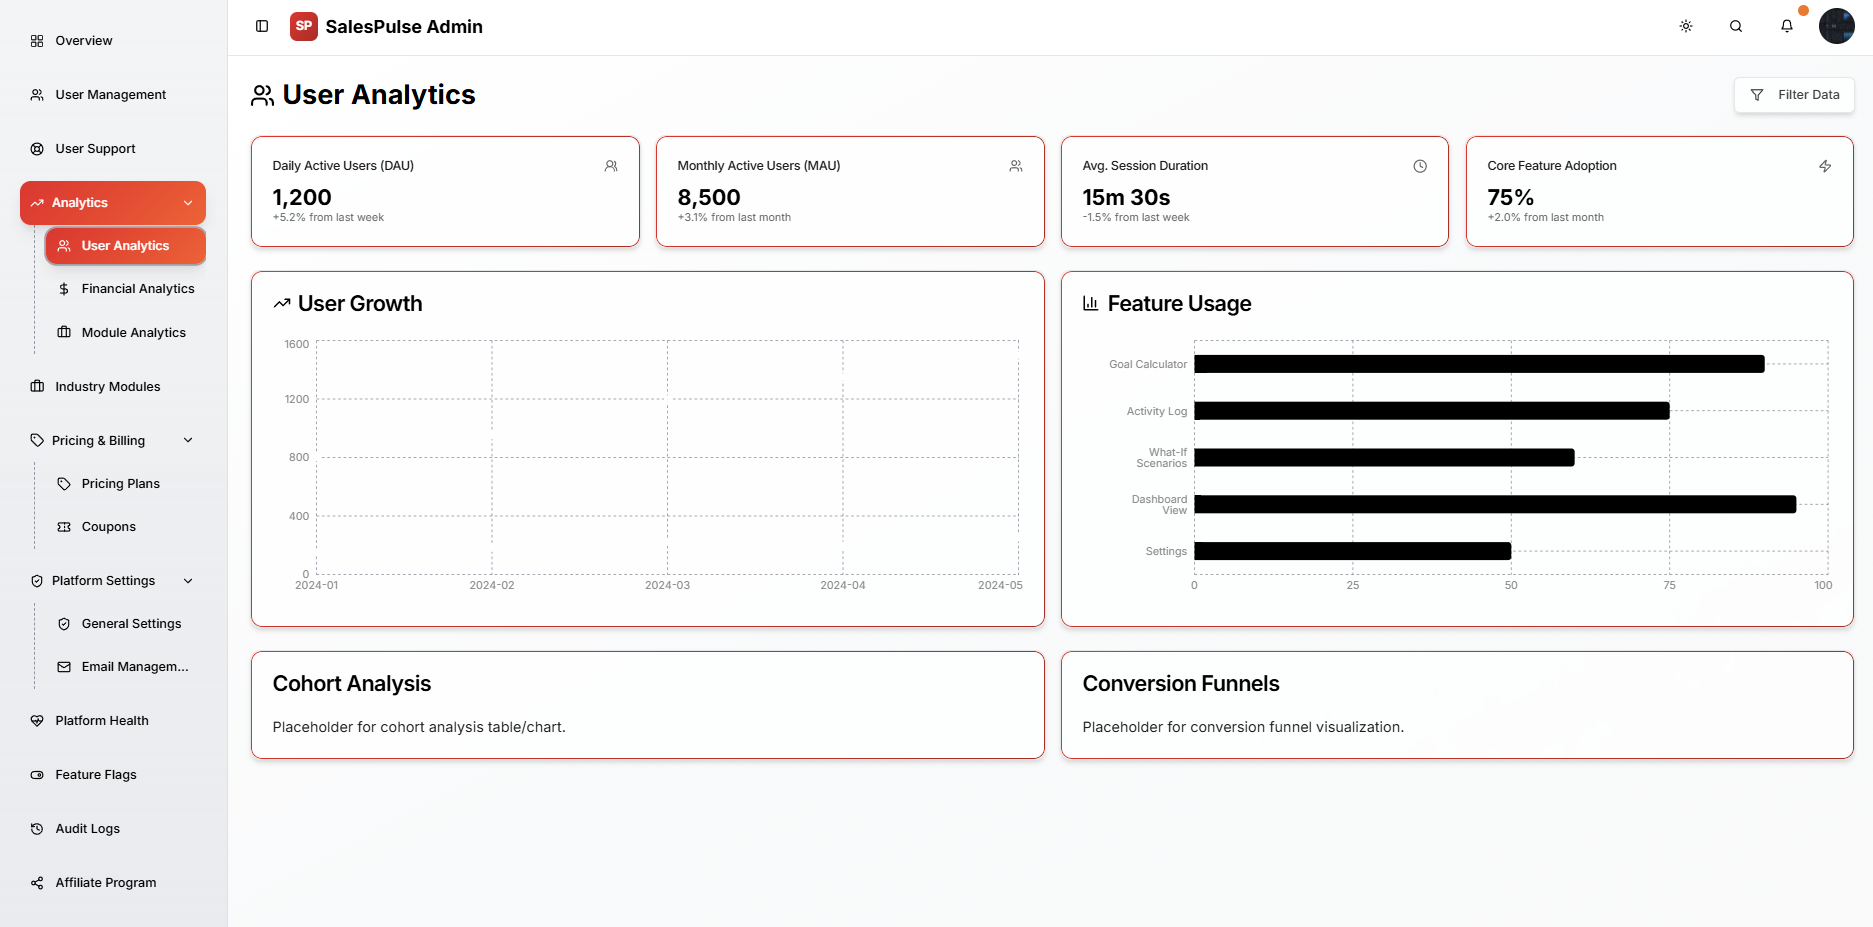 Overview
User Management
User Support
Analytics
User Analytics
Financial Analytics
Module Analytics
Industry Modules
Pricing & Billing
Pricing Plans
Coupons
Platform Settings
General Settings
Email Managem...
Platform Health
Feature Flags
Audit Logs
Affiliate Program
SP SalesPulse Admin
User Analytics
Filter Data
Daily Active Users (DAU)
1,200
+5.2% from last week
Monthly Active Users (MAU)
8,500
+3.1% from last month
Avg. Session Duration
15m 30s
-1.5% from last week
Core Feature Adoption
75%
+2.0% from last month
User Growth
1600
1200
800
400
0
2024-01 2024-02 2024-03 2024-04 2024-05
Feature Usage
Goal Calculator
Activity Log
What-If
Scenarios
Dashboard
View
Settings
0 25 50 75 100
Cohort Analysis
Placeholder for cohort analysis table/chart.
Conversion Funnels
Placeholder for conversion funnel visualization.